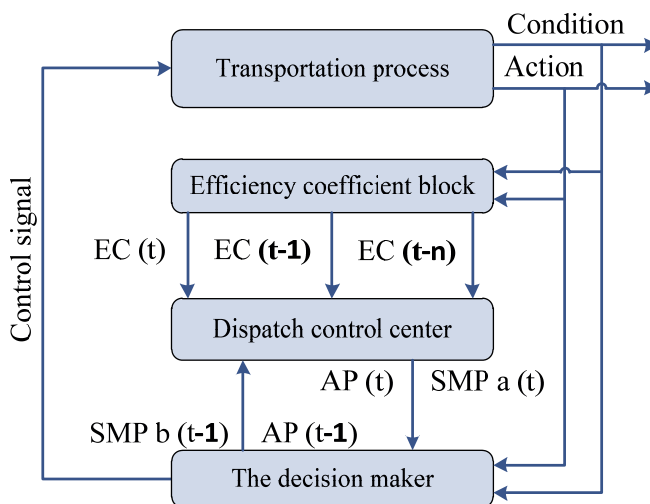 Condition
Transportation process
Action
Efficiency coefficient block
Control signal
EC (t) EC (t-1) EC (t-n)
Dispatch control center
AP (t) SMP a (t)
SMP b (t-1) AP (t-1)
The decision maker